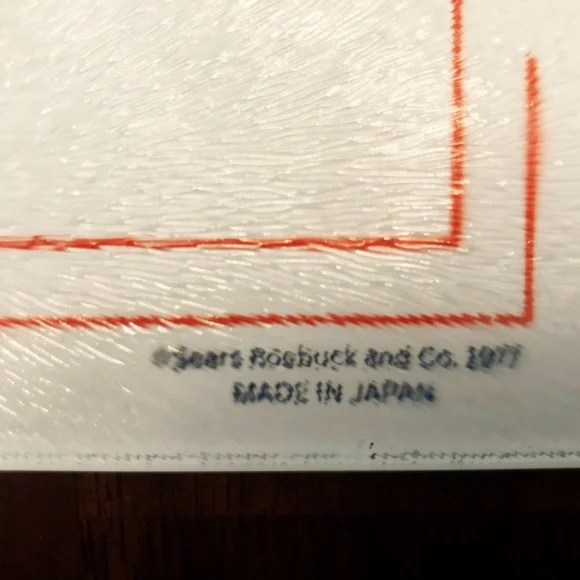 ©Sears Roebuck and Co. 1977
MADE IN JAPAN